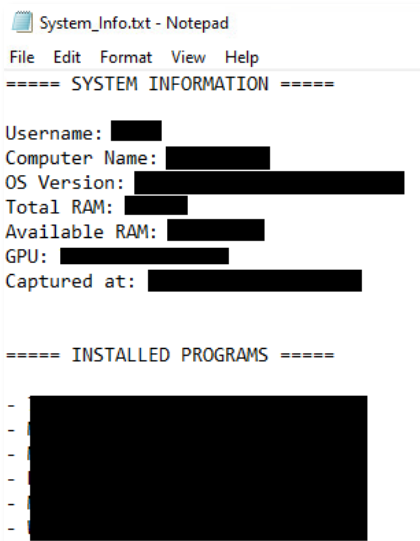 System_Info.txt - Notepad
File Edit Format View Help
===== SYSTEM INFORMATION =====
Username:
Computer Name:
OS Version:
Total RAM:
Available RAM:
GPU:
Captured at:
===== INSTALLED PROGRAMS =====
-
-
-
-
-
-